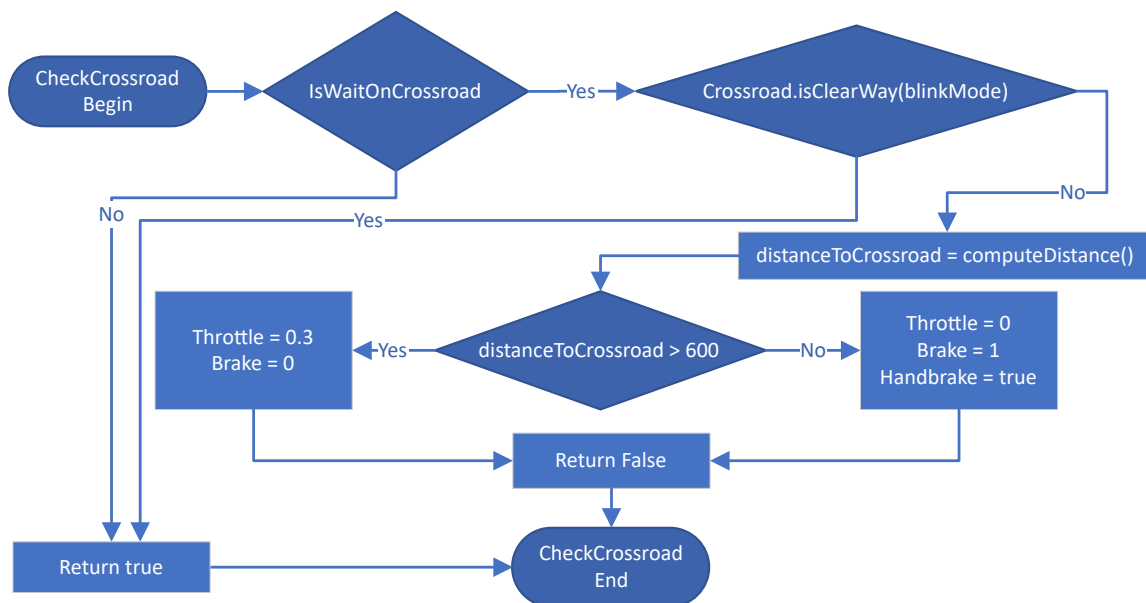 CheckCrossroad
Begin
IsWaitOnCrossroad
Yes
Crossroad.isClearWay(blinkMode)
No
Yes
No
distanceToCrossroad = computeDistance()
Throttle = 0.3
Brake = 0
Yes
distanceToCrossroad > 600
No
Throttle = 0
Brake = 1
Handbrake = true
Return False
Return true
CheckCrossroad
End